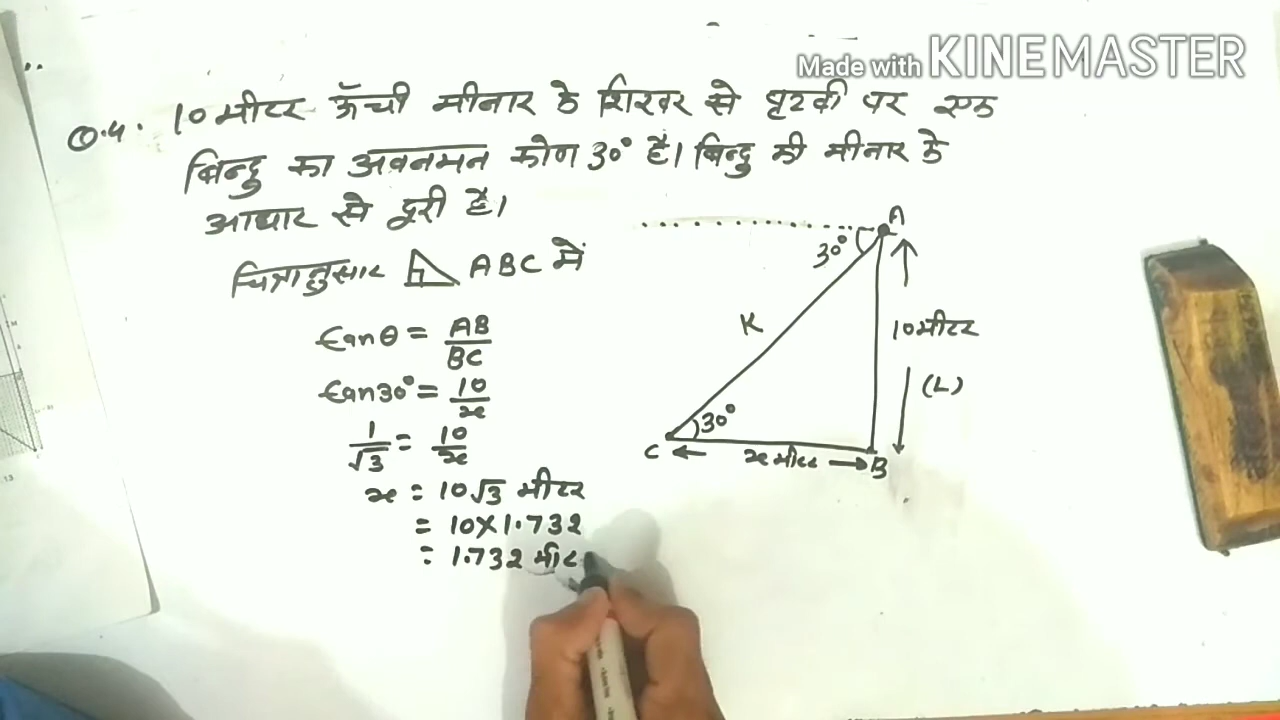 Made with KINEMASTER
Q.4. 10 मीटर ऊँची मीनार के शिखर से पृथ्वी पर एक
बिन्दु का अवनमन कोण 30° है। बिन्दु की मीनार के
आधार से दूरी है।
चित्रानुसार ABC में
tanθ = AB/BC
tan30° = 10/x
1/√3 = 10/x
x = 10√3 मीटर
= 10×1.732
= 1.732 मीट
A
30°
K
10 मीटर
(L)
30°
C
x मीटर
B